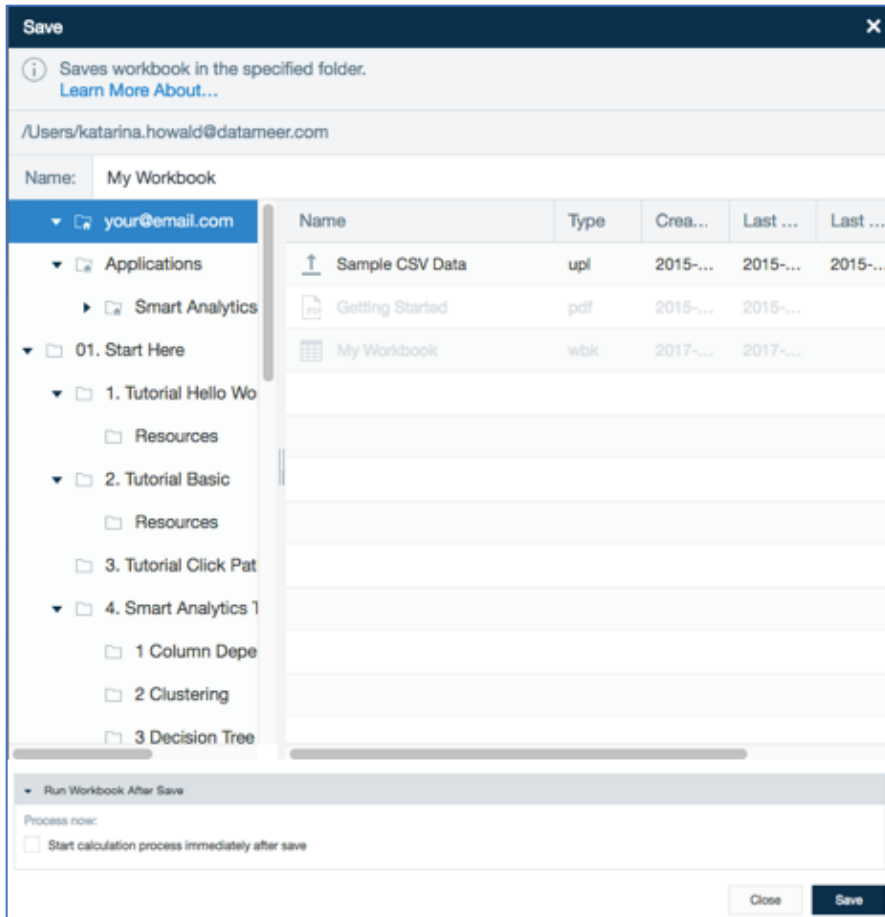 Save
Saves workbook in the specified folder.
Learn More About...
/Users/katarina.howald@datameer.com
Name: My Workbook
your@email.com
Applications
Smart Analytics
01. Start Here
1. Tutorial Hello Wo
Resources
2. Tutorial Basic
Resources
3. Tutorial Click Pat
4. Smart Analytics T
1 Column Depe
2 Clustering
3 Decision Tree
Name Type Crea... Last ... Last ...
Sample CSV Data upl 2015-... 2015-... 2015-...
PDF Getting Started pdf 2015-... 2015-...
My Workbook wbk 2017-... 2017-...
Run Workbook After Save
Process now:
Start calculation process immediately after save
Close Save